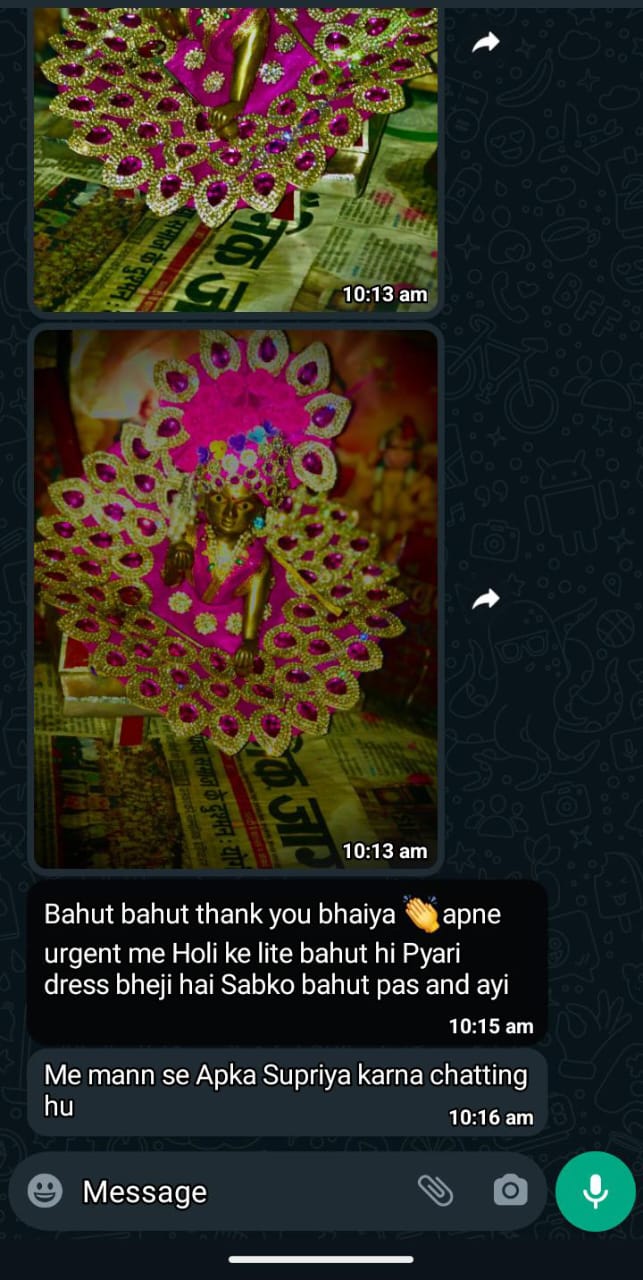 10:13 am
10:13 am
Bahut bahut thank you bhaiya 👏 apne
urgent me Holi ke lite bahut hi Pyari
dress bheji hai Sabko bahut pas and ayi
10:15 am
Me mann se Apka Supriya karna chatting
hu
10:16 am
Message